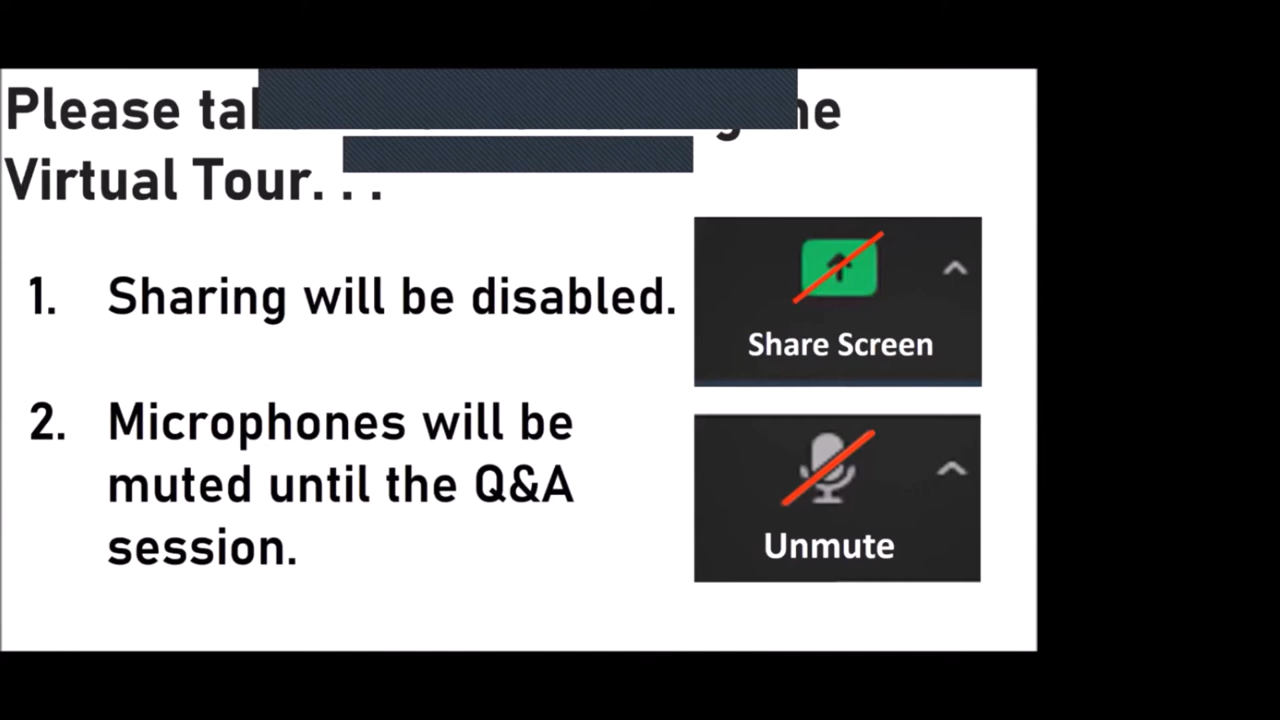 Please
Virtual Tour. . .
1. Sharing will be disabled.
Share Screen
2. Microphones will be
muted until the Q&A
session.
Unmute